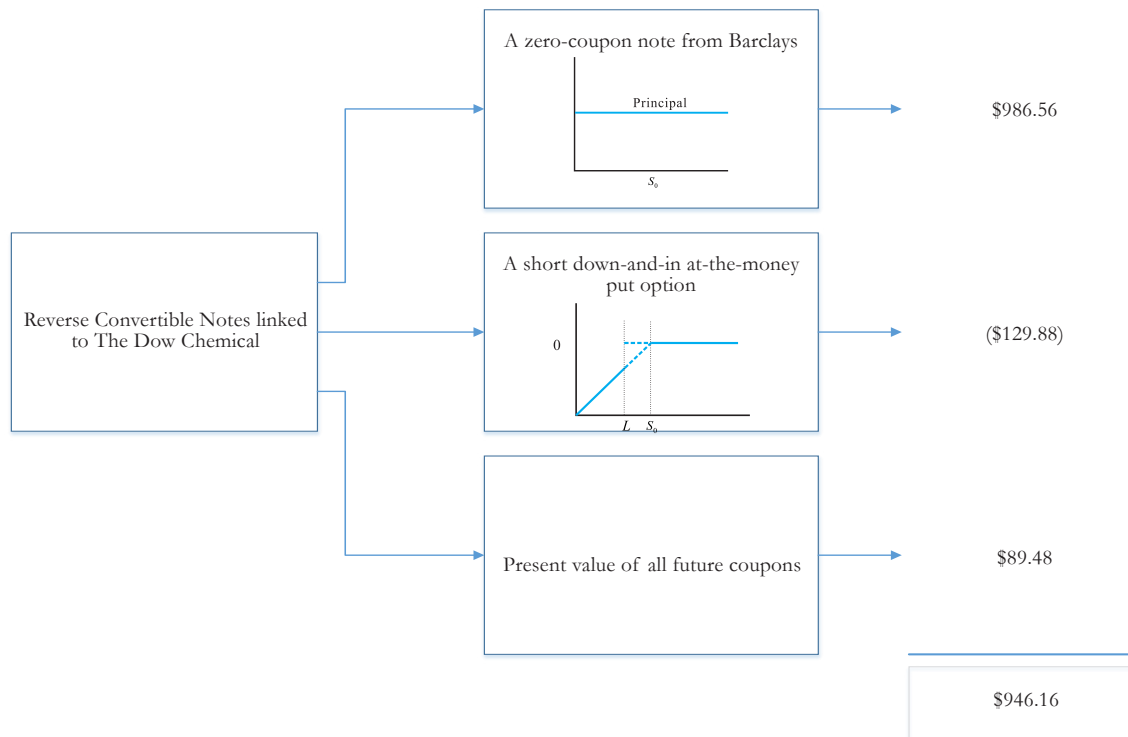 Reverse Convertible Notes linked
to The Dow Chemical
A zero-coupon note from Barclays
Principal
S₀
$986.56
A short down-and-in at-the-money
put option
0
L S₀
($129.88)
Present value of all future coupons
$89.48
$946.16